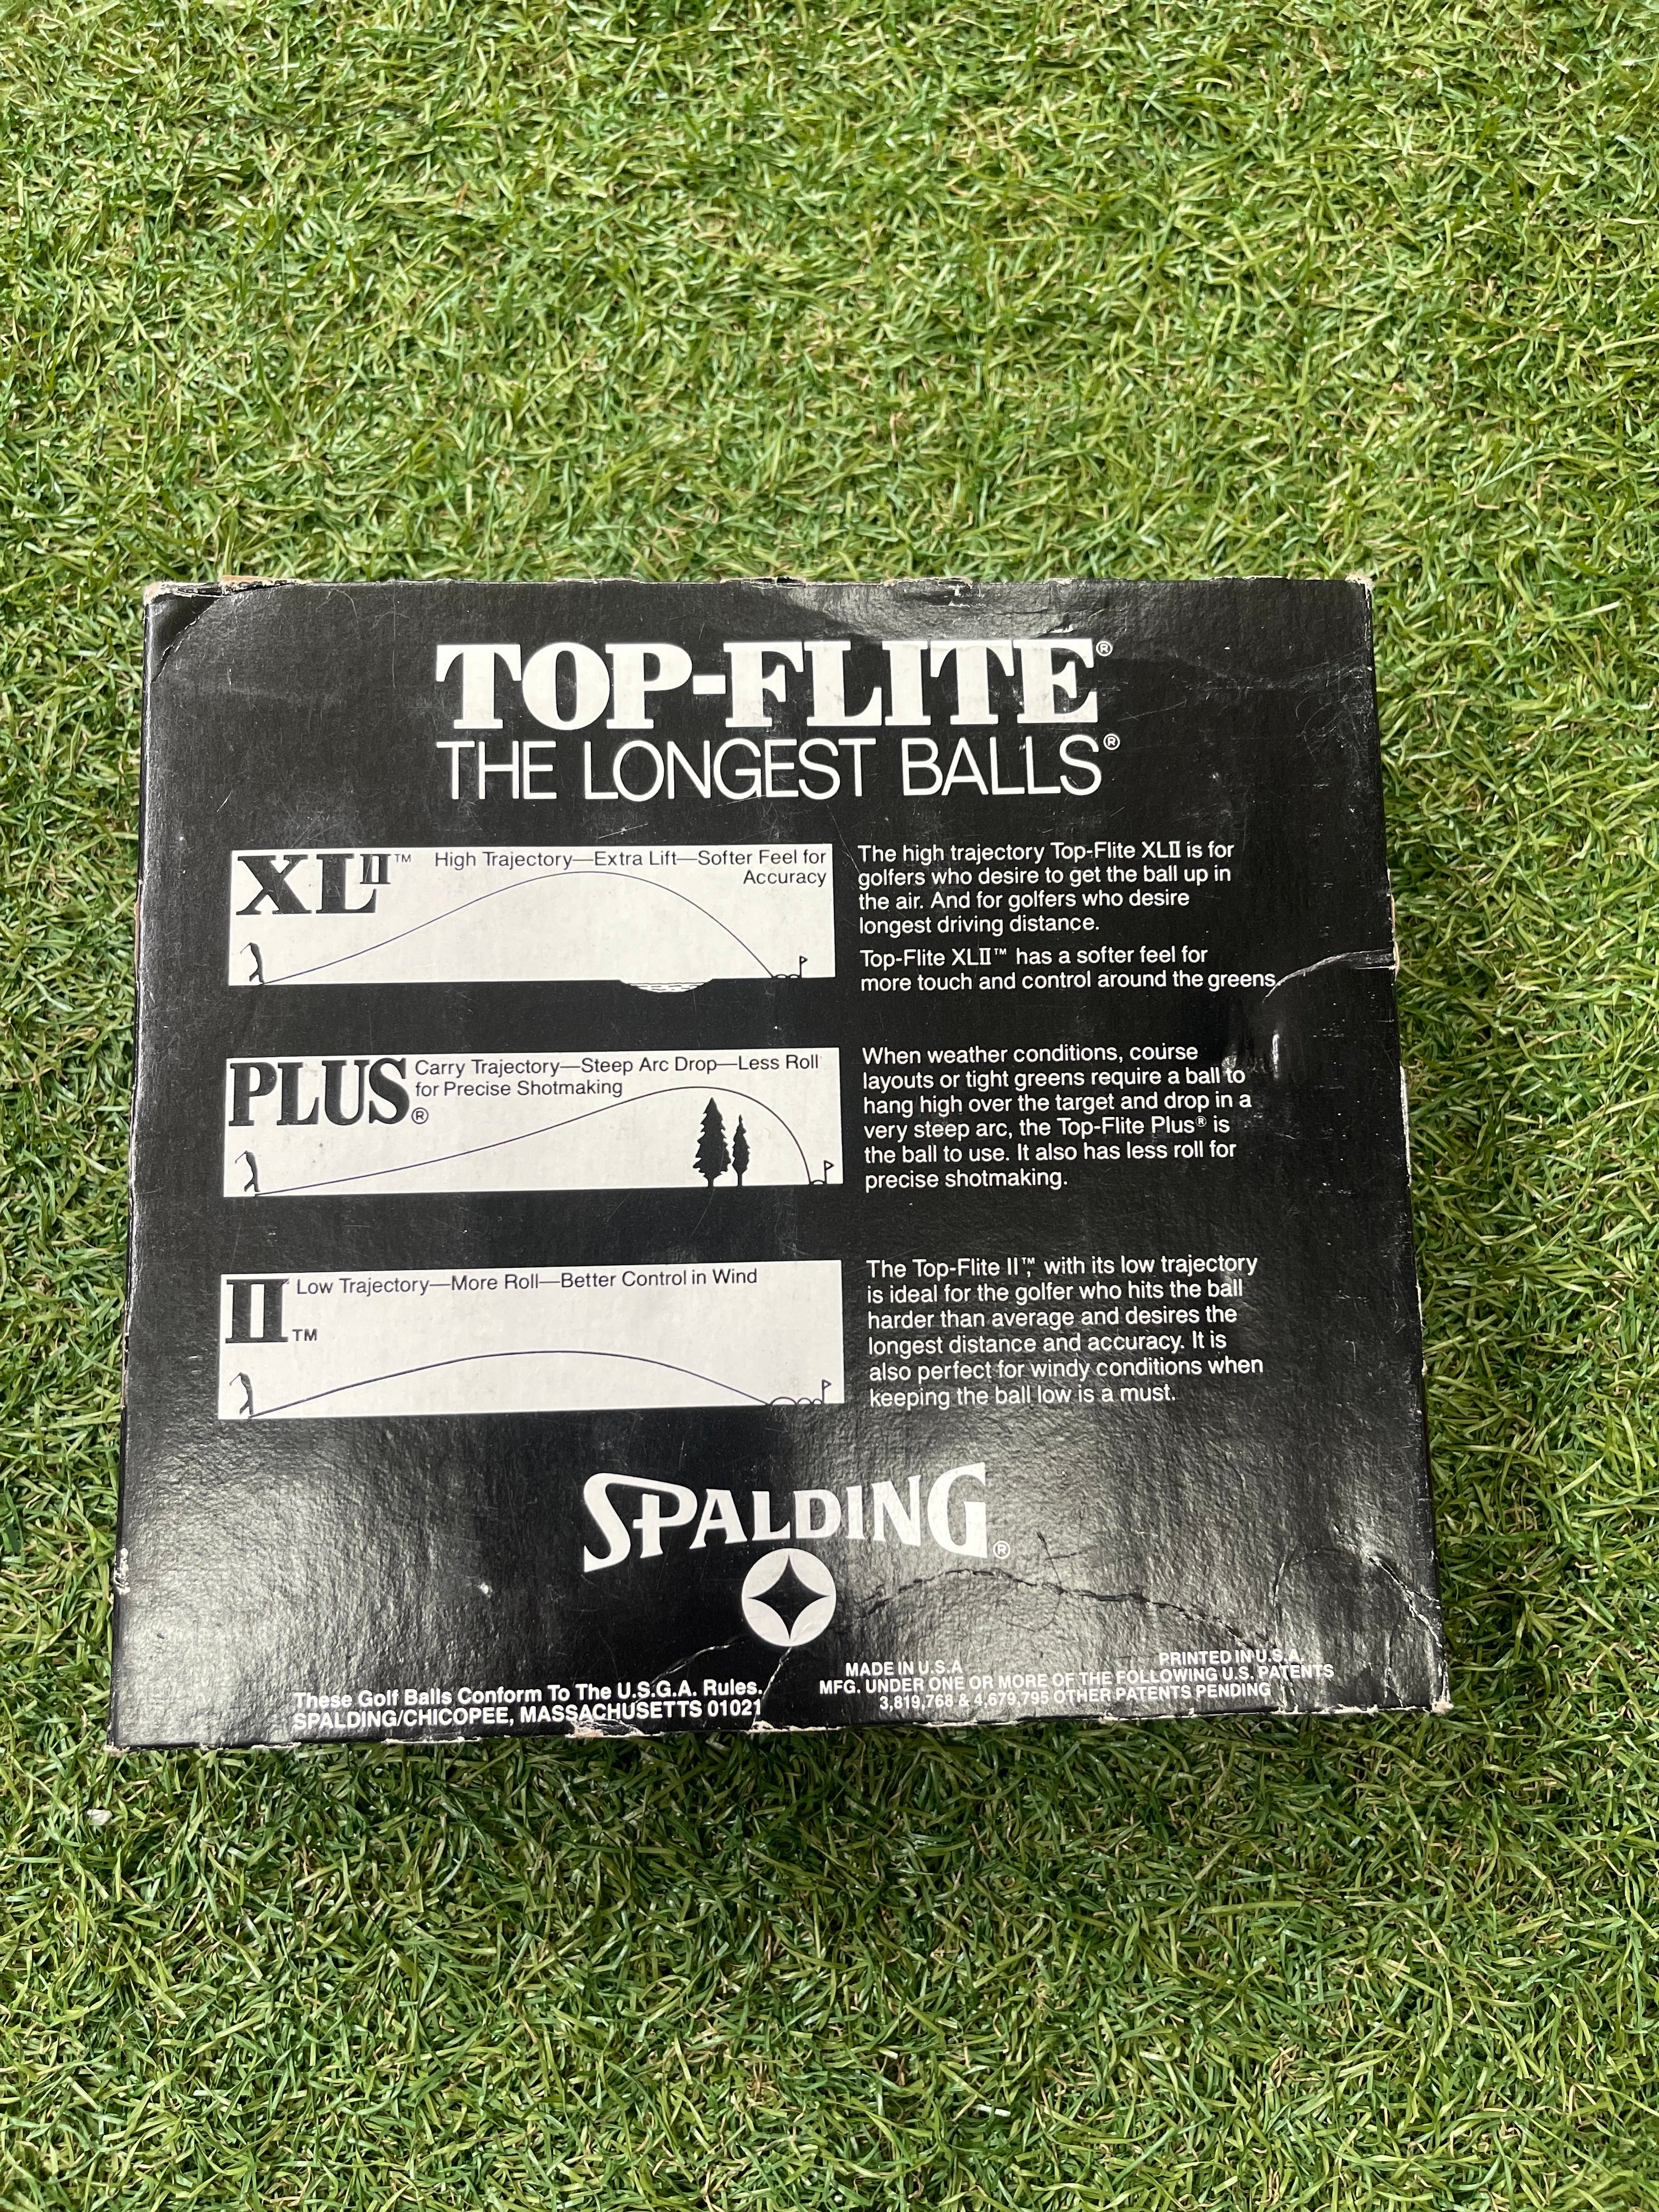 TOP-FLITE®
THE LONGEST BALLS®
XLII™ High Trajectory—Extra Lift—Softer Feel for
Accuracy
The high trajectory Top-Flite XLII is for
golfers who desire to get the ball up in
the air. And for golfers who desire
longest driving distance.
Top-Flite XLII™ has a softer feel for
more touch and control around the greens.
PLUS® Carry Trajectory—Steep Arc Drop—Less Roll
for Precise Shotmaking
When weather conditions, course
layouts or tight greens require a ball to
hang high over the target and drop in a
very steep arc, the Top-Flite Plus® is
the ball to use. It also has less roll for
precise shotmaking.
II™ Low Trajectory—More Roll—Better Control in Wind
The Top-Flite II™, with its low trajectory
is ideal for the golfer who hits the ball
harder than average and desires the
longest distance and accuracy. It is
also perfect for windy conditions when
keeping the ball low is a must.
SPALDING®
These Golf Balls Conform To The U.S.G.A. Rules.
SPALDING/CHICOPEE, MASSACHUSETTS 01021
MADE IN U.S.A PRINTED IN U.S.A.
MFG. UNDER ONE OR MORE OF THE FOLLOWING U.S. PATENTS
3,819,768 & 4,679,795 OTHER PATENTS PENDING